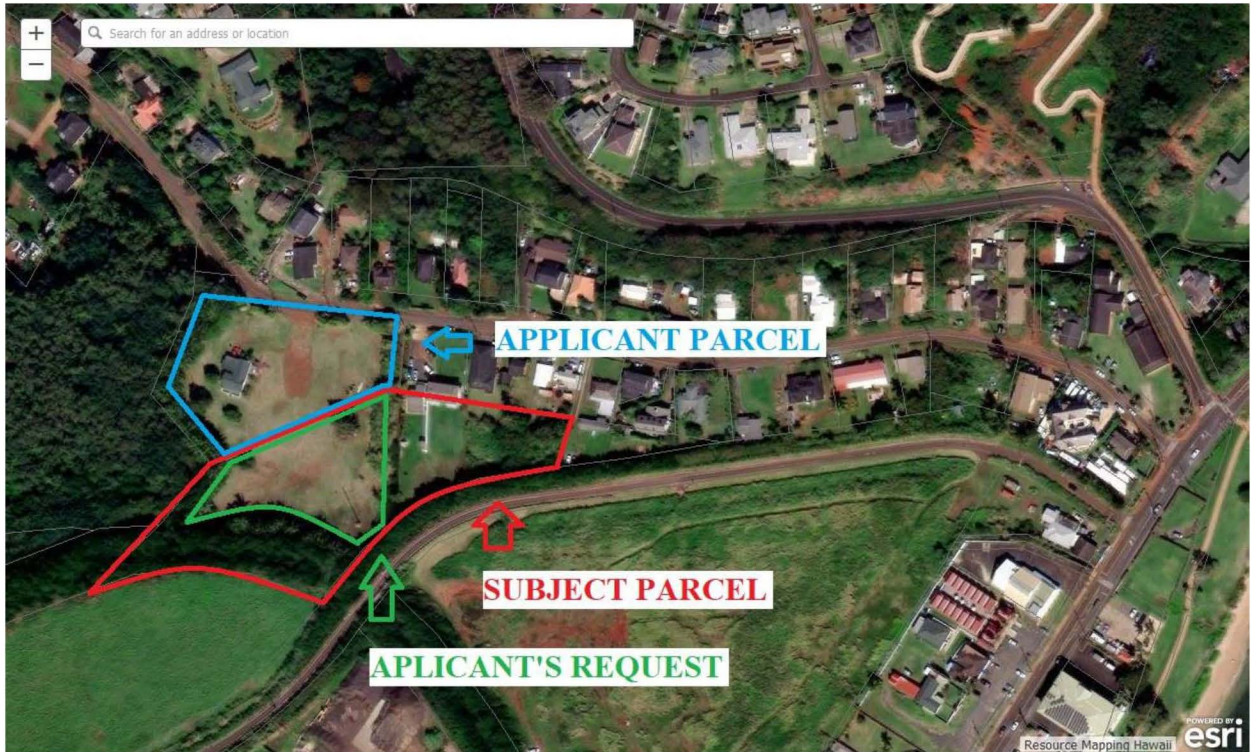 +
Search for an address or location
−
APPLICANT PARCEL
SUBJECT PARCEL
APLICANT'S REQUEST
POWERED BY
esri
Resource Mapping Hawaii